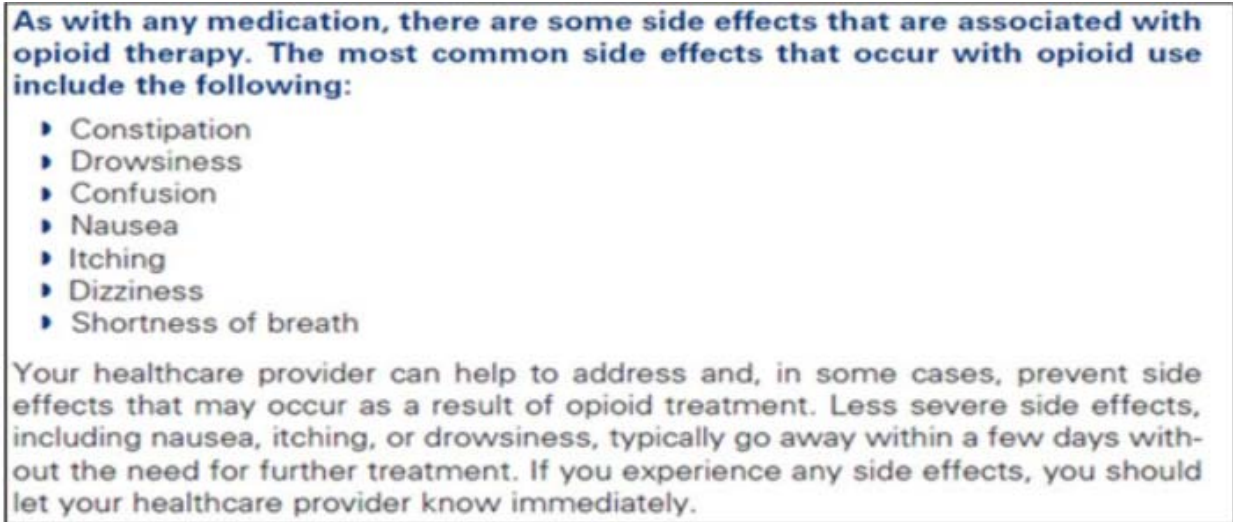 As with any medication, there are some side effects that are associated with
opioid therapy. The most common side effects that occur with opioid use
include the following:
Constipation
Drowsiness
Confusion
Nausea
Itching
Dizziness
Shortness of breath
Your healthcare provider can help to address and, in some cases, prevent side
effects that may occur as a result of opioid treatment. Less severe side effects,
including nausea, itching, or drowsiness, typically go away within a few days with-
out the need for further treatment. If you experience any side effects, you should
let your healthcare provider know immediately.